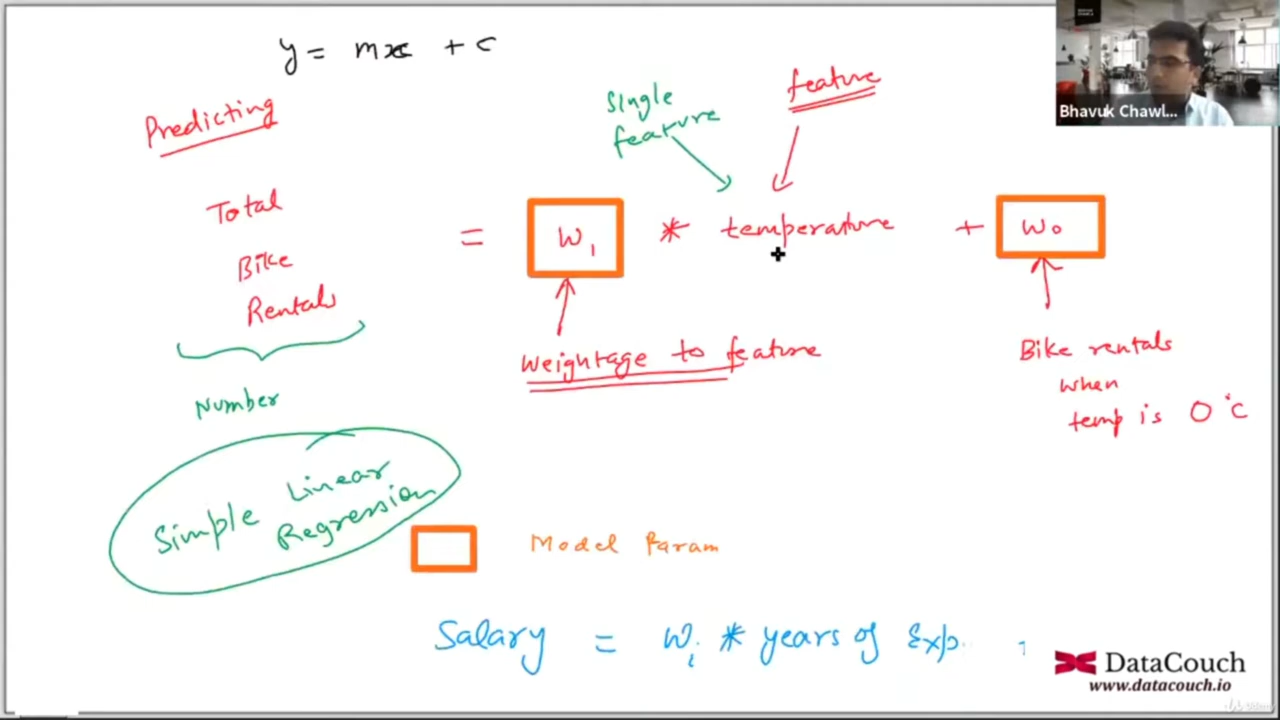 y = mx + c
Predicting
Single
feature
feature
Bhavuk Chawl...
Total
Bike
Rentals
= W1 * temperature + W0
Weightage to feature
Bike rentals
when
temp is 0°C
Number
Simple Linear
Regression
Model Param
Salary = W1 * years of Exp. +
DataCouch
www.datacouch.io
Udemy